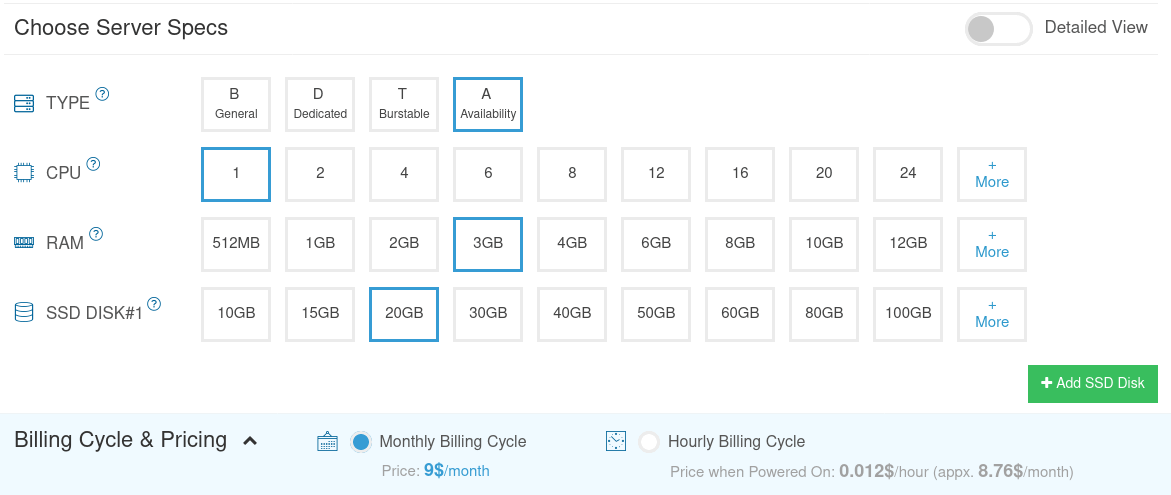 Choose Server Specs
Detailed View
TYPE ?
B General
D Dedicated
T Burstable
A Availability
CPU ?
1 2 4 6 8 12 16 20 24 + More
RAM ?
512MB 1GB 2GB 3GB 4GB 6GB 8GB 10GB 12GB + More
SSD DISK#1 ?
10GB 15GB 20GB 30GB 40GB 50GB 60GB 80GB 100GB + More
+ Add SSD Disk
Billing Cycle & Pricing
Monthly Billing Cycle
Price: 9$/month
Hourly Billing Cycle
Price when Powered On: 0.012$/hour (appx. 8.76$/month)